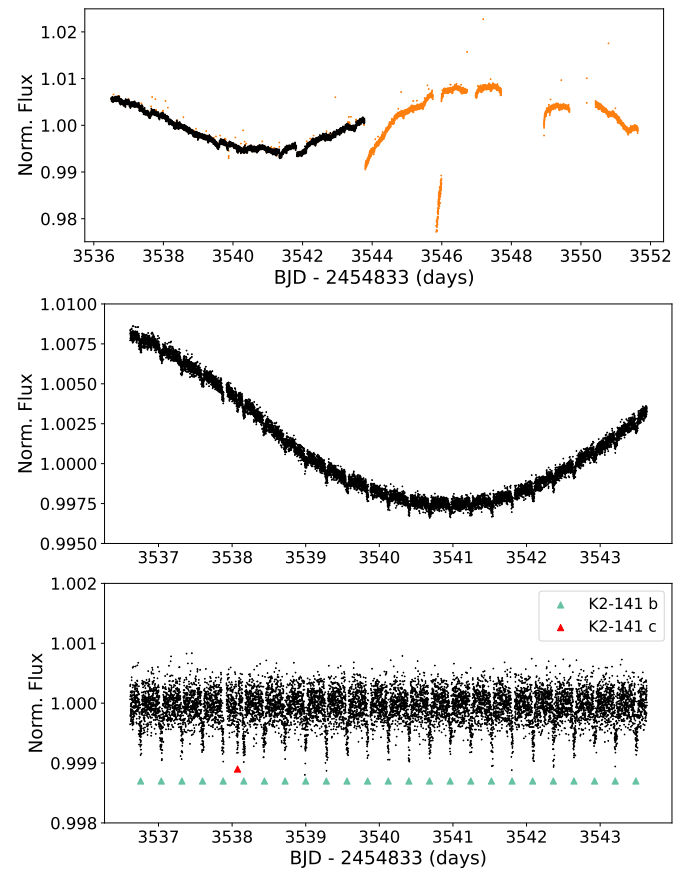 1.02
1.01
1.00
0.99
0.98
Norm. Flux
3536 3538 3540 3542 3544 3546 3548 3550 3552
BJD - 2454833 (days)
1.0100
1.0075
1.0050
1.0025
1.0000
0.9975
0.9950
Norm. Flux
3537 3538 3539 3540 3541 3542 3543
1.002
1.001
1.000
0.999
0.998
Norm. Flux
K2-141 b
K2-141 c
3537 3538 3539 3540 3541 3542 3543
BJD - 2454833 (days)